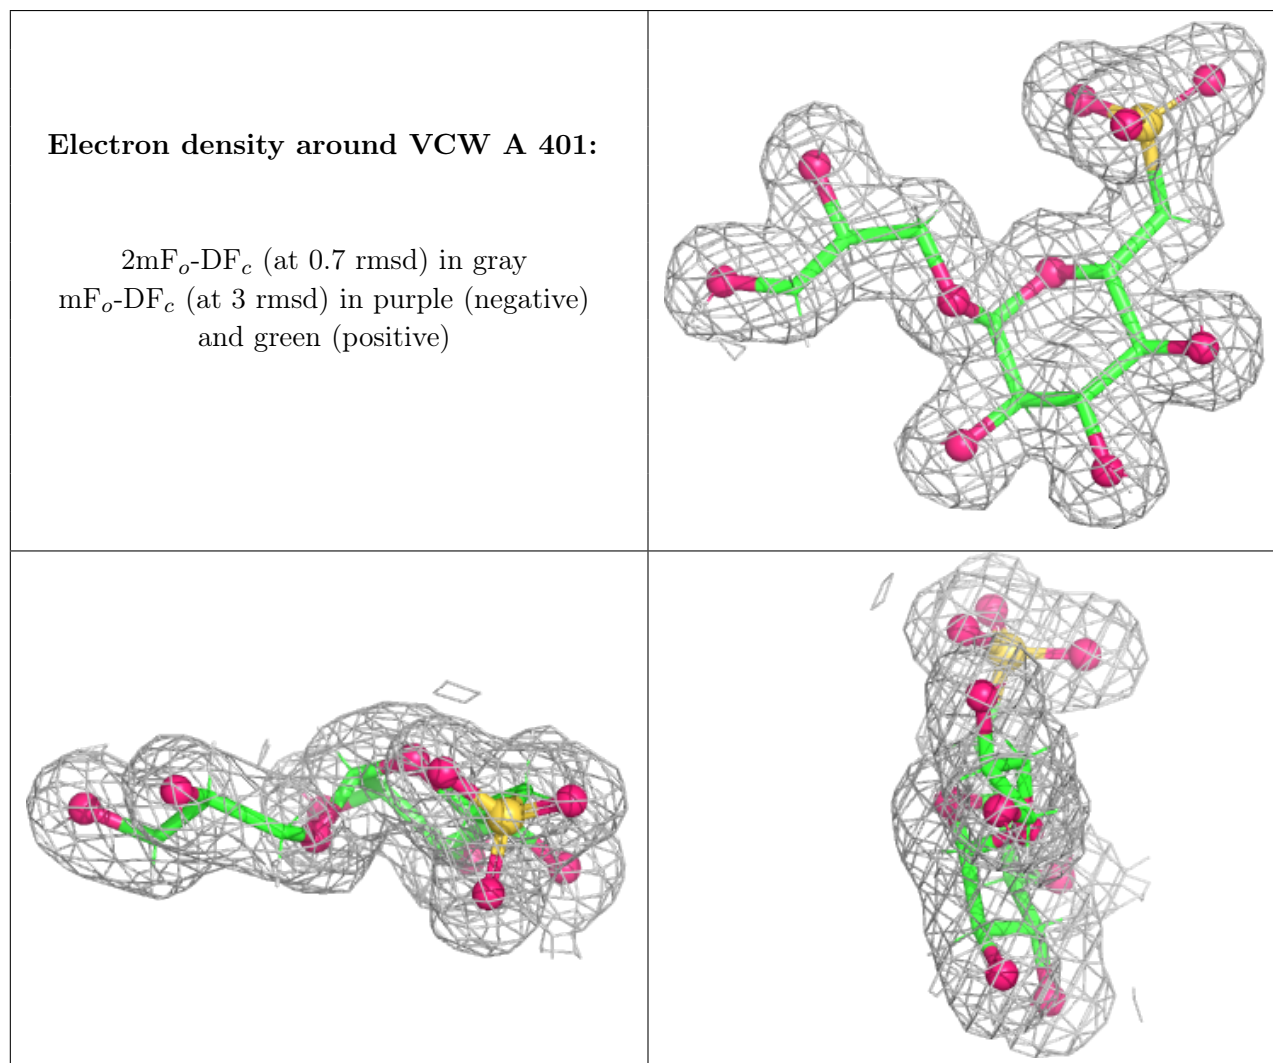 Electron density around VCW A 401:
2mFₒ-DF𝒸 (at 0.7 rmsd) in gray
mFₒ-DF𝒸 (at 3 rmsd) in purple (negative)
and green (positive)